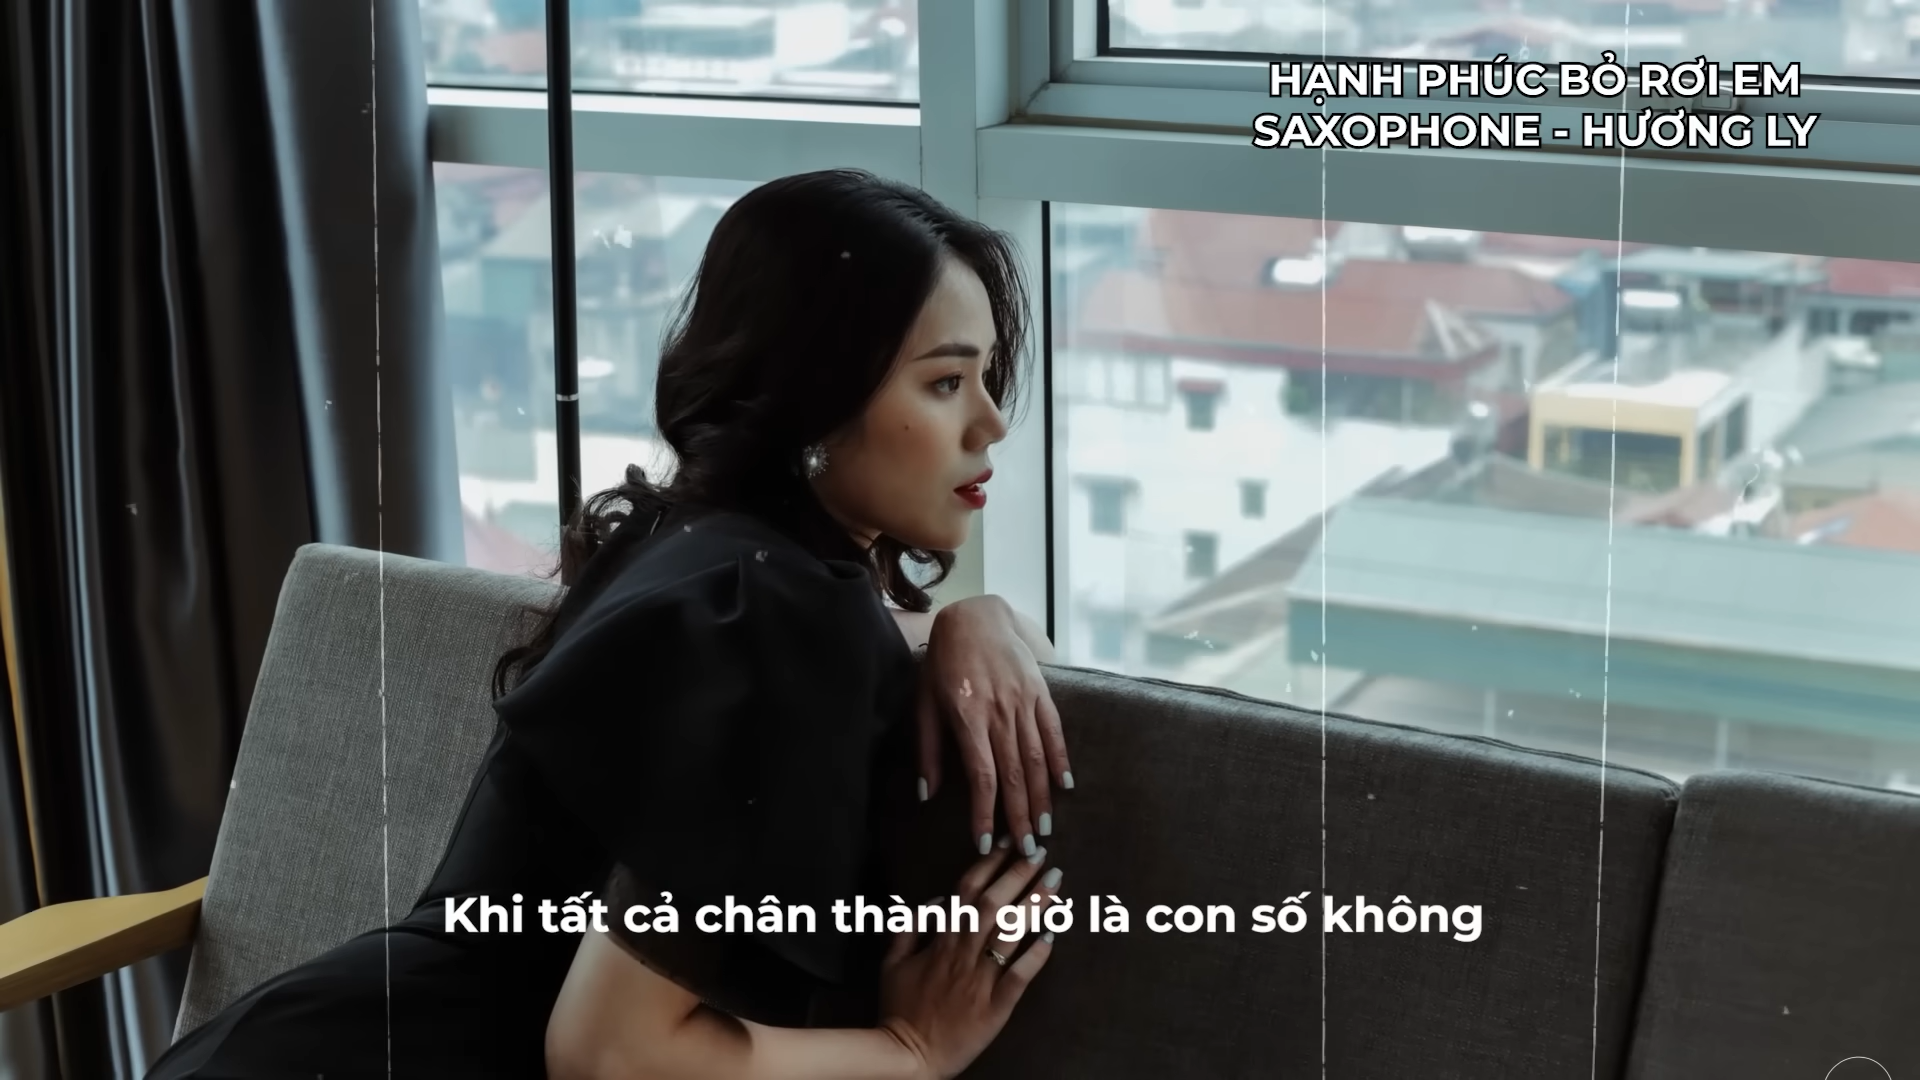 HẠNH PHÚC BỎ RƠI EM
SAXOPHONE - HƯƠNG LY
Khi tất cả chân thành giờ là con số không